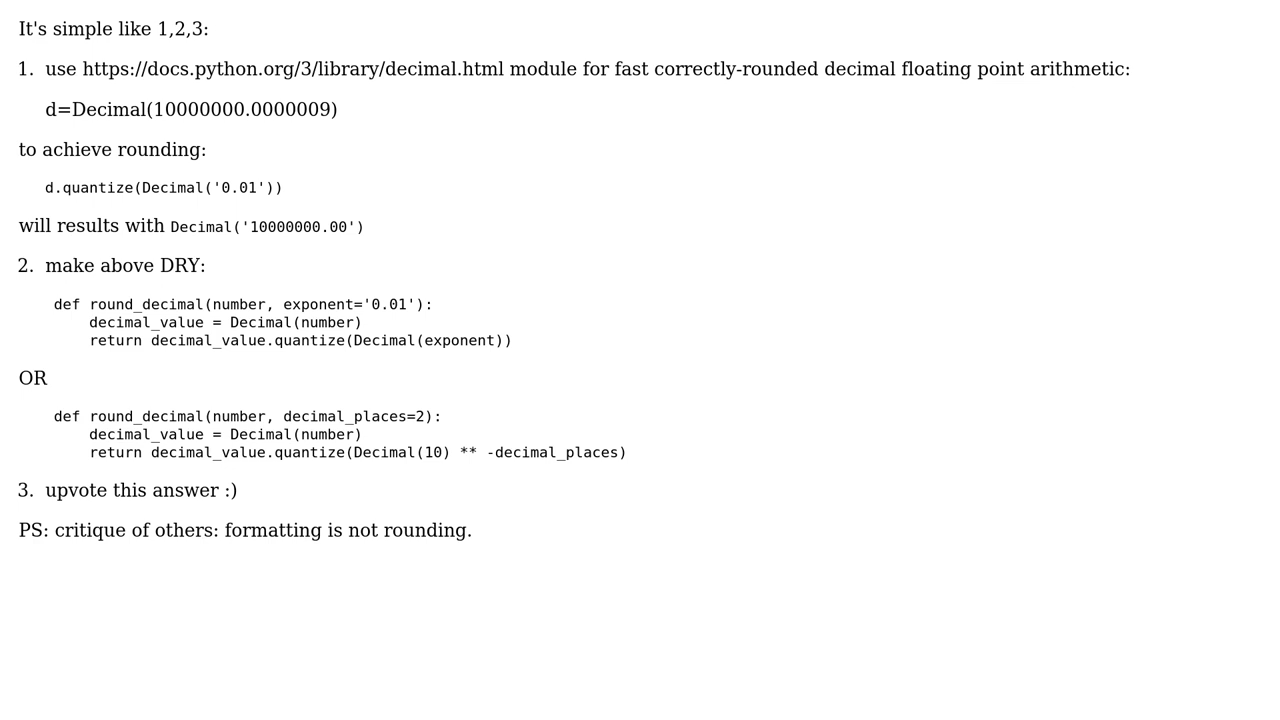 It's simple like 1,2,3:
1. use https://docs.python.org/3/library/decimal.html module for fast correctly-rounded decimal floating point arithmetic:
d=Decimal(10000000.0000009)
to achieve rounding:
d.quantize(Decimal('0.01'))
will results with Decimal('10000000.00')
2. make above DRY:
def round_decimal(number, exponent='0.01'):
    decimal_value = Decimal(number)
    return decimal_value.quantize(Decimal(exponent))
OR
def round_decimal(number, decimal_places=2):
    decimal_value = Decimal(number)
    return decimal_value.quantize(Decimal(10) ** -decimal_places)
3. upvote this answer :)
PS: critique of others: formatting is not rounding.